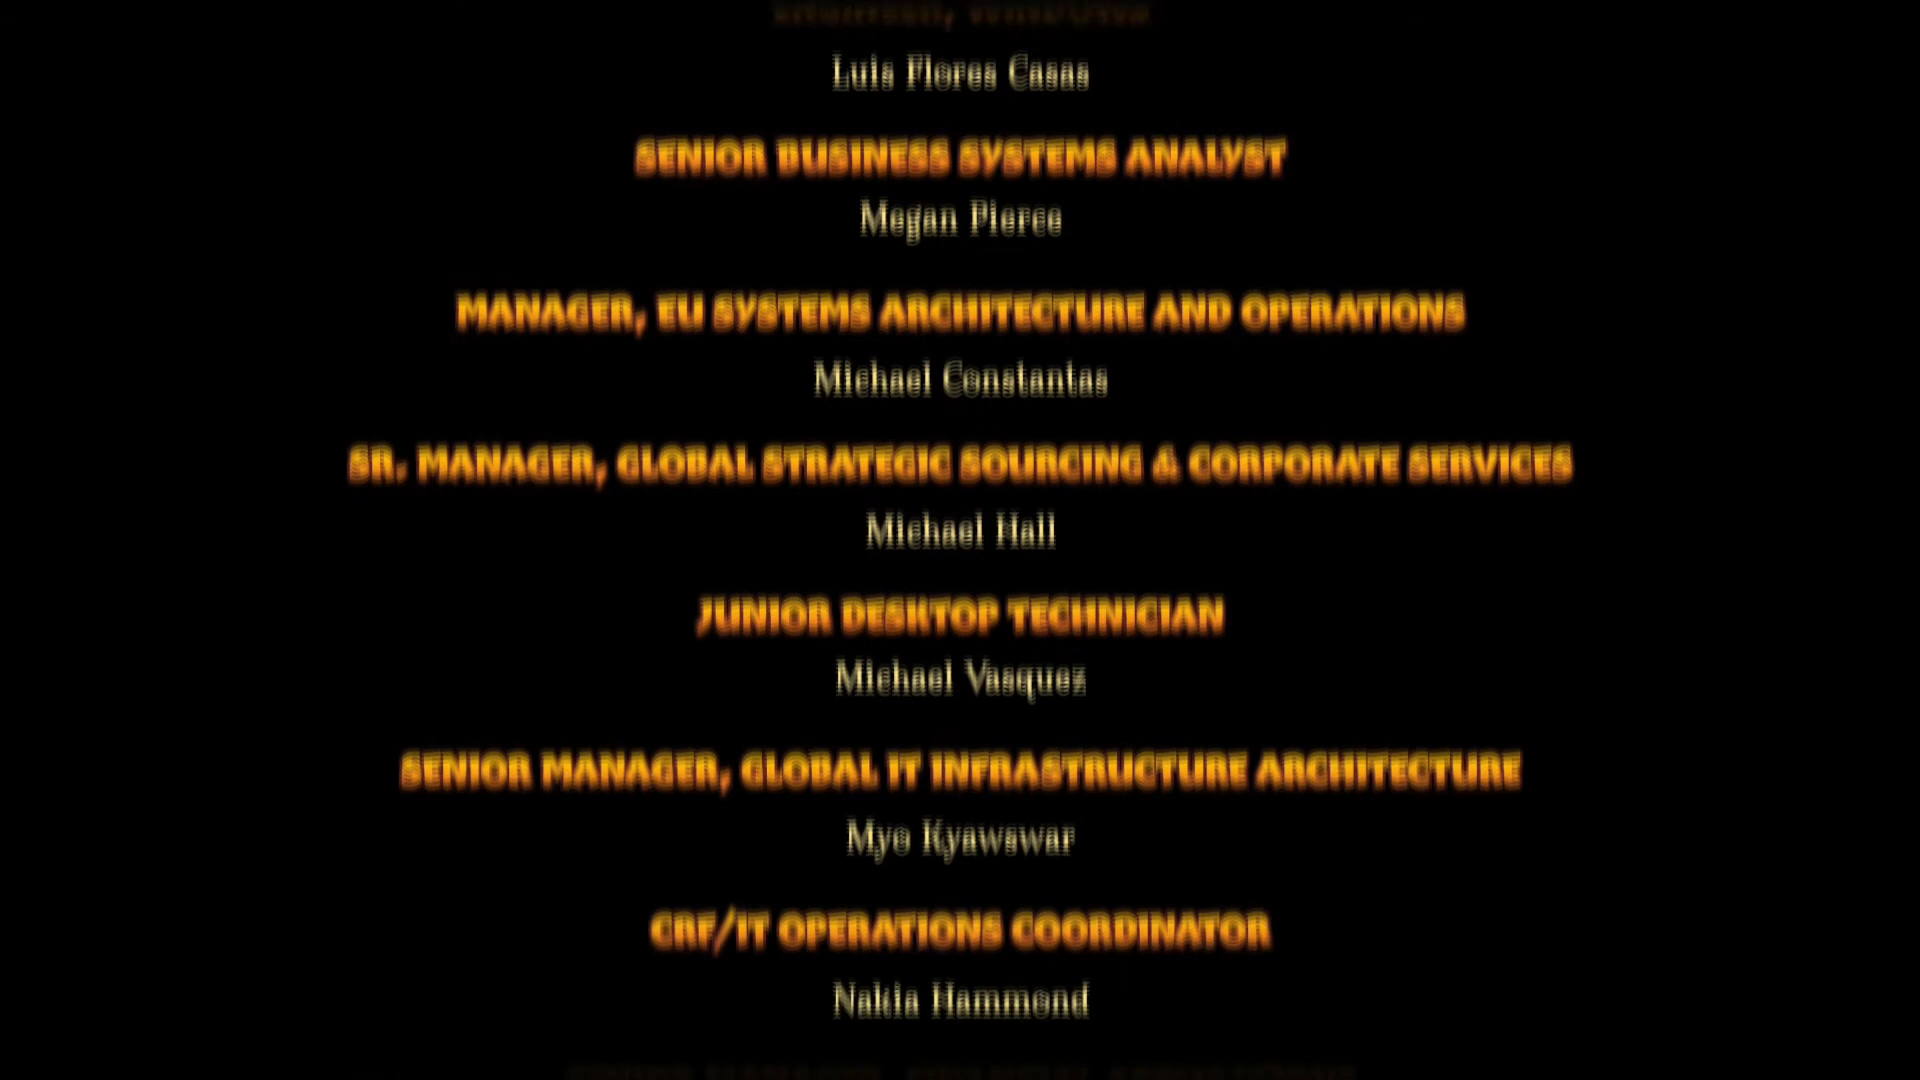 Luis Flores Casas
SENIOR BUSINESS SYSTEMS ANALYST
Megan Pierce
MANAGER, EU SYSTEMS ARCHITECTURE AND OPERATIONS
Michael Constantas
SR. MANAGER, GLOBAL STRATEGIC SOURCING & CORPORATE SERVICES
Michael Hall
JUNIOR DESKTOP TECHNICIAN
Michael Vasquez
SENIOR MANAGER, GLOBAL IT INFRASTRUCTURE ARCHITECTURE
Myo Kyawswar
CRF/IT OPERATIONS COORDINATOR
Nakia Hammond